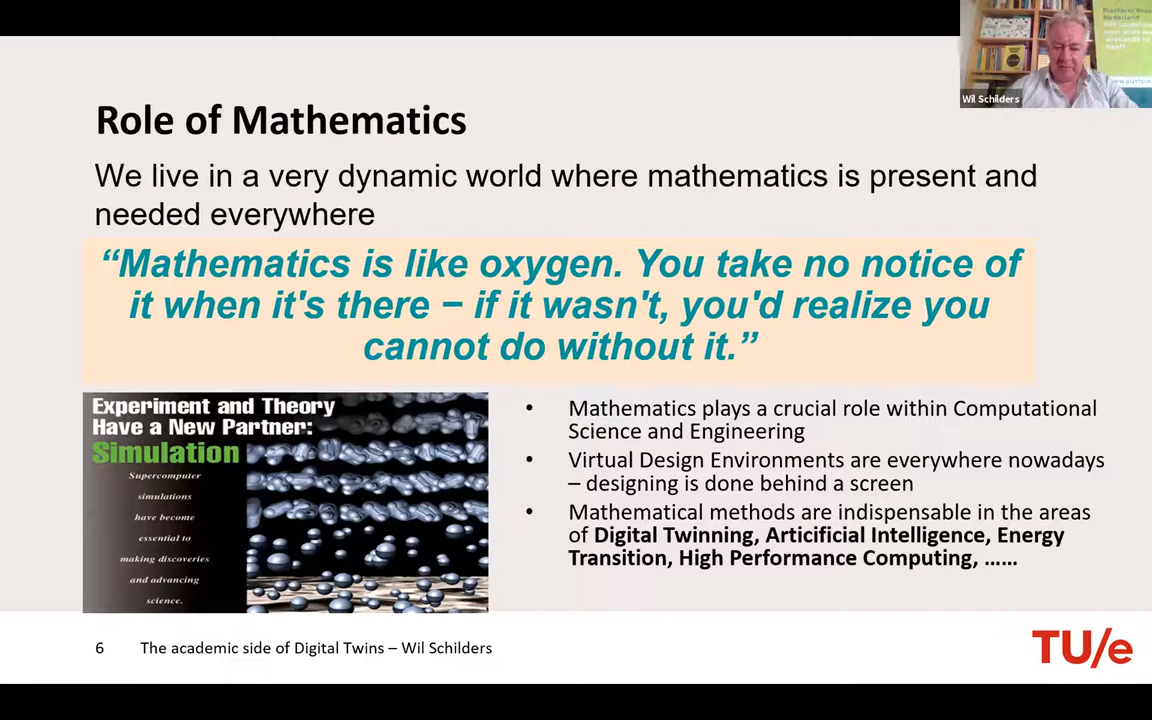 Platform
Nederland
Wil Schilders
Role of Mathematics
We live in a very dynamic world where mathematics is present and
needed everywhere
“Mathematics is like oxygen. You take no notice of
it when it's there − if it wasn't, you'd realize you
cannot do without it.”
Experiment and Theory
Have a New Partner:
Simulation
Supercomputer
simulations
have become
essential to
making discoveries
and advancing
science.
• Mathematics plays a crucial role within Computational
Science and Engineering
• Virtual Design Environments are everywhere nowadays
– designing is done behind a screen
• Mathematical methods are indispensable in the areas
of Digital Twinning, Articificial Intelligence, Energy
Transition, High Performance Computing, ......
6 The academic side of Digital Twins – Wil Schilders
TU/e